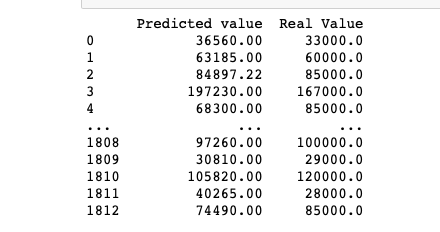 Predicted value Real Value
0 36560.00 33000.0
1 63185.00 60000.0
2 84897.22 85000.0
3 197230.00 167000.0
4 68300.00 85000.0
... ... ...
1808 97260.00 100000.0
1809 30810.00 29000.0
1810 105820.00 120000.0
1811 40265.00 28000.0
1812 74490.00 85000.0